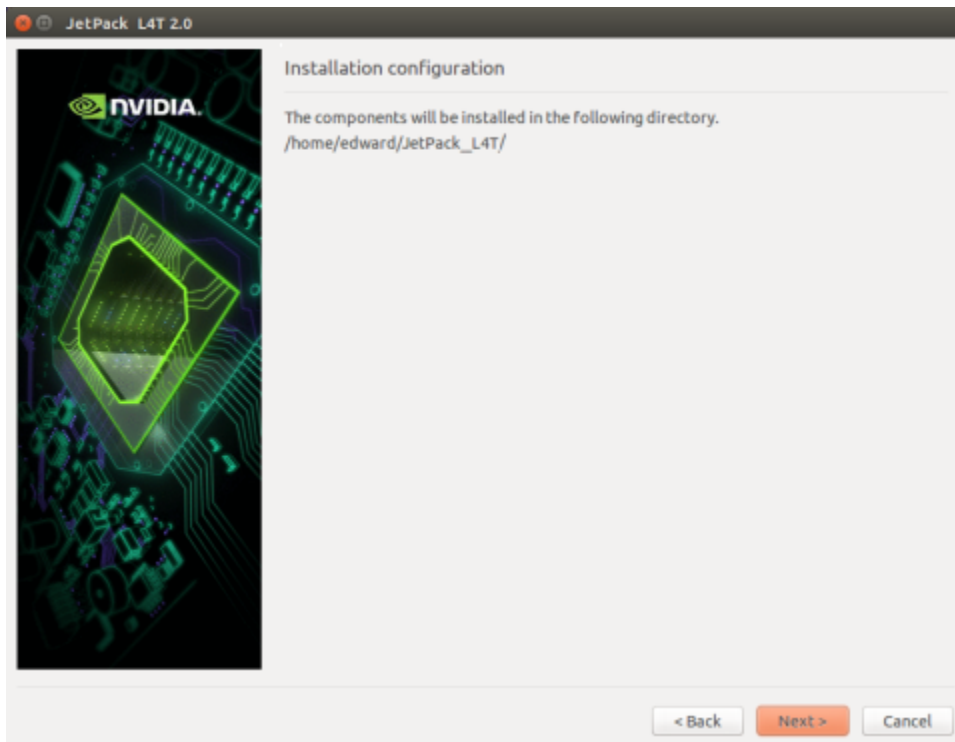 JetPack L4T 2.0
NVIDIA.
Installation configuration
The components will be installed in the following directory.
/home/edward/JetPack_L4T/
< Back
Next >
Cancel